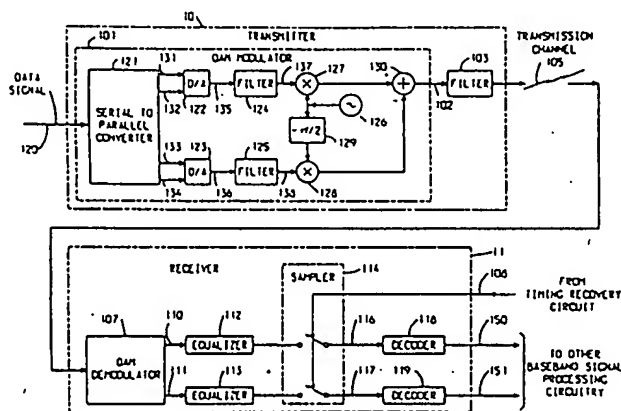 10
TRANSMITTER
101
QAM MODULATOR
TRANSMISSION
CHANNEL
105
DATA
SIGNAL
120
121
SERIAL TO
PARALLEL
CONVERTER
131
132
D/A
122
135
FILTER
124
137
127
130
102
103
FILTER
126
-π/2
129
133
134
D/A
123
136
FILTER
125
138
128
RECEIVER
11
SAMPLER
114
106
FROM
TIMING RECOVERY
CIRCUIT
107
QAM
DEMODULATOR
110
112
EQUALIZER
116
118
DECODER
150
111
113
EQUALIZER
117
119
DECODER
151
TO OTHER
BASEBAND SIGNAL
PROCESSING
CIRCUITRY